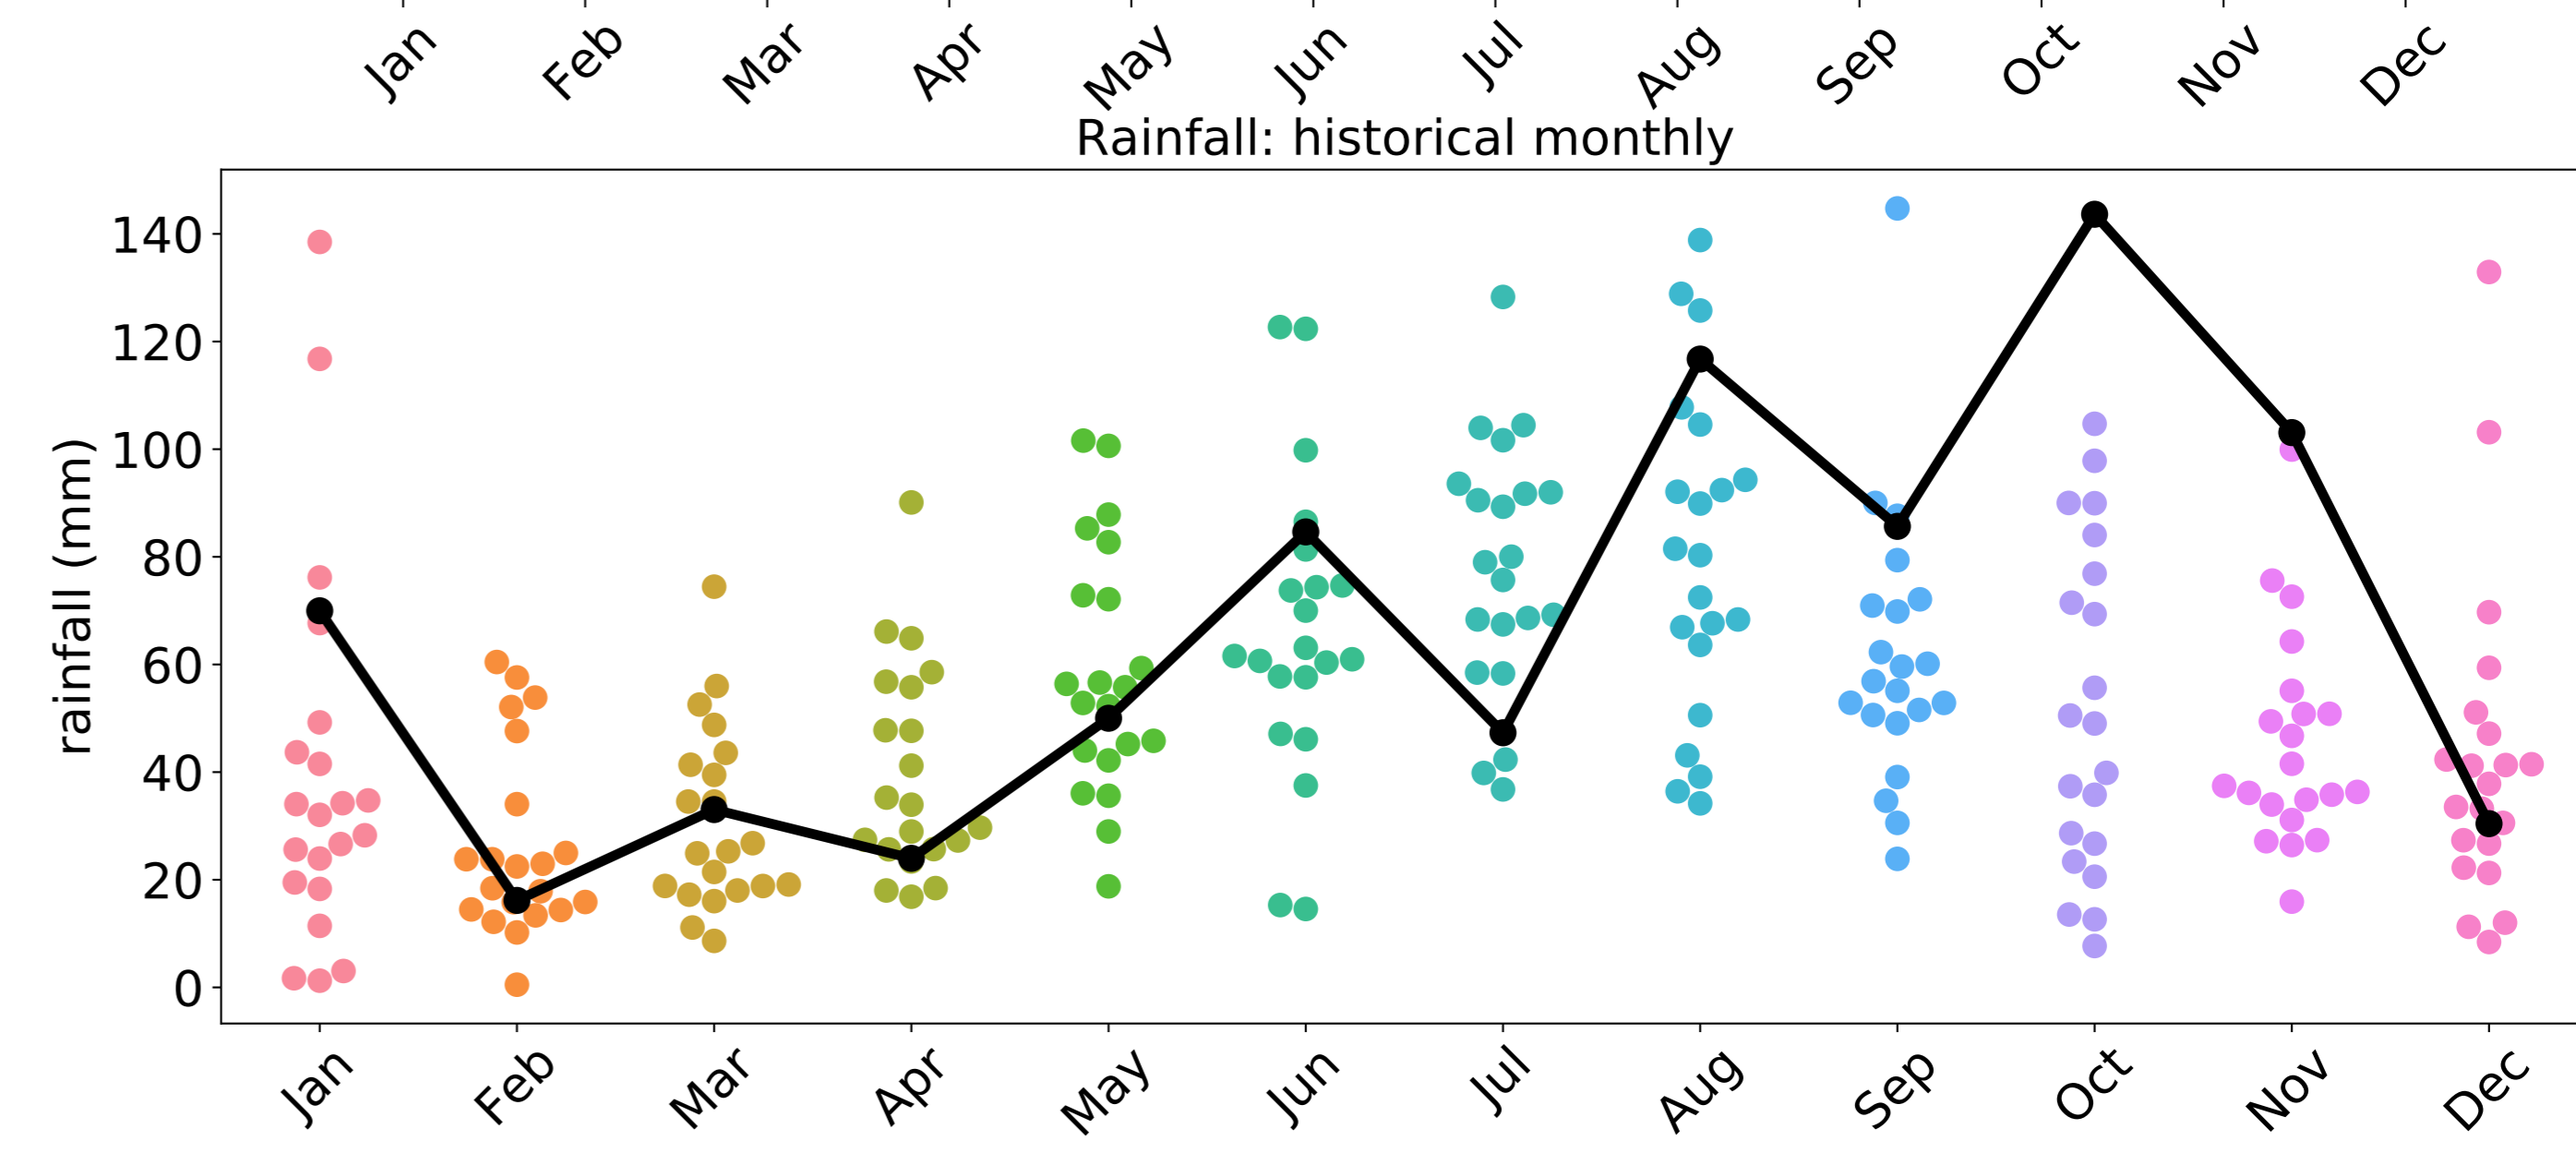 Jan Feb Mar Apr May Jun Jul Aug Sep Oct Nov Dec
Rainfall: historical monthly
rainfall (mm)
140
120
100
80
60
40
20
0
Jan Feb Mar Apr May Jun Jul Aug Sep Oct Nov Dec